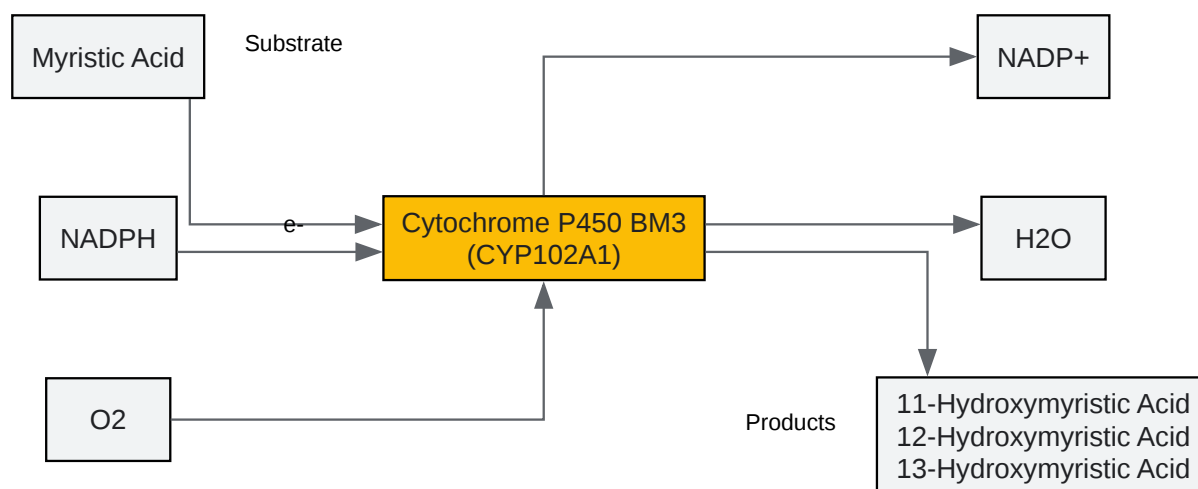 Myristic Acid
Substrate
NADP+
NADPH
e-
Cytochrome P450 BM3
(CYP102A1)
H2O
O2
Products
11-Hydroxymyristic Acid
12-Hydroxymyristic Acid
13-Hydroxymyristic Acid